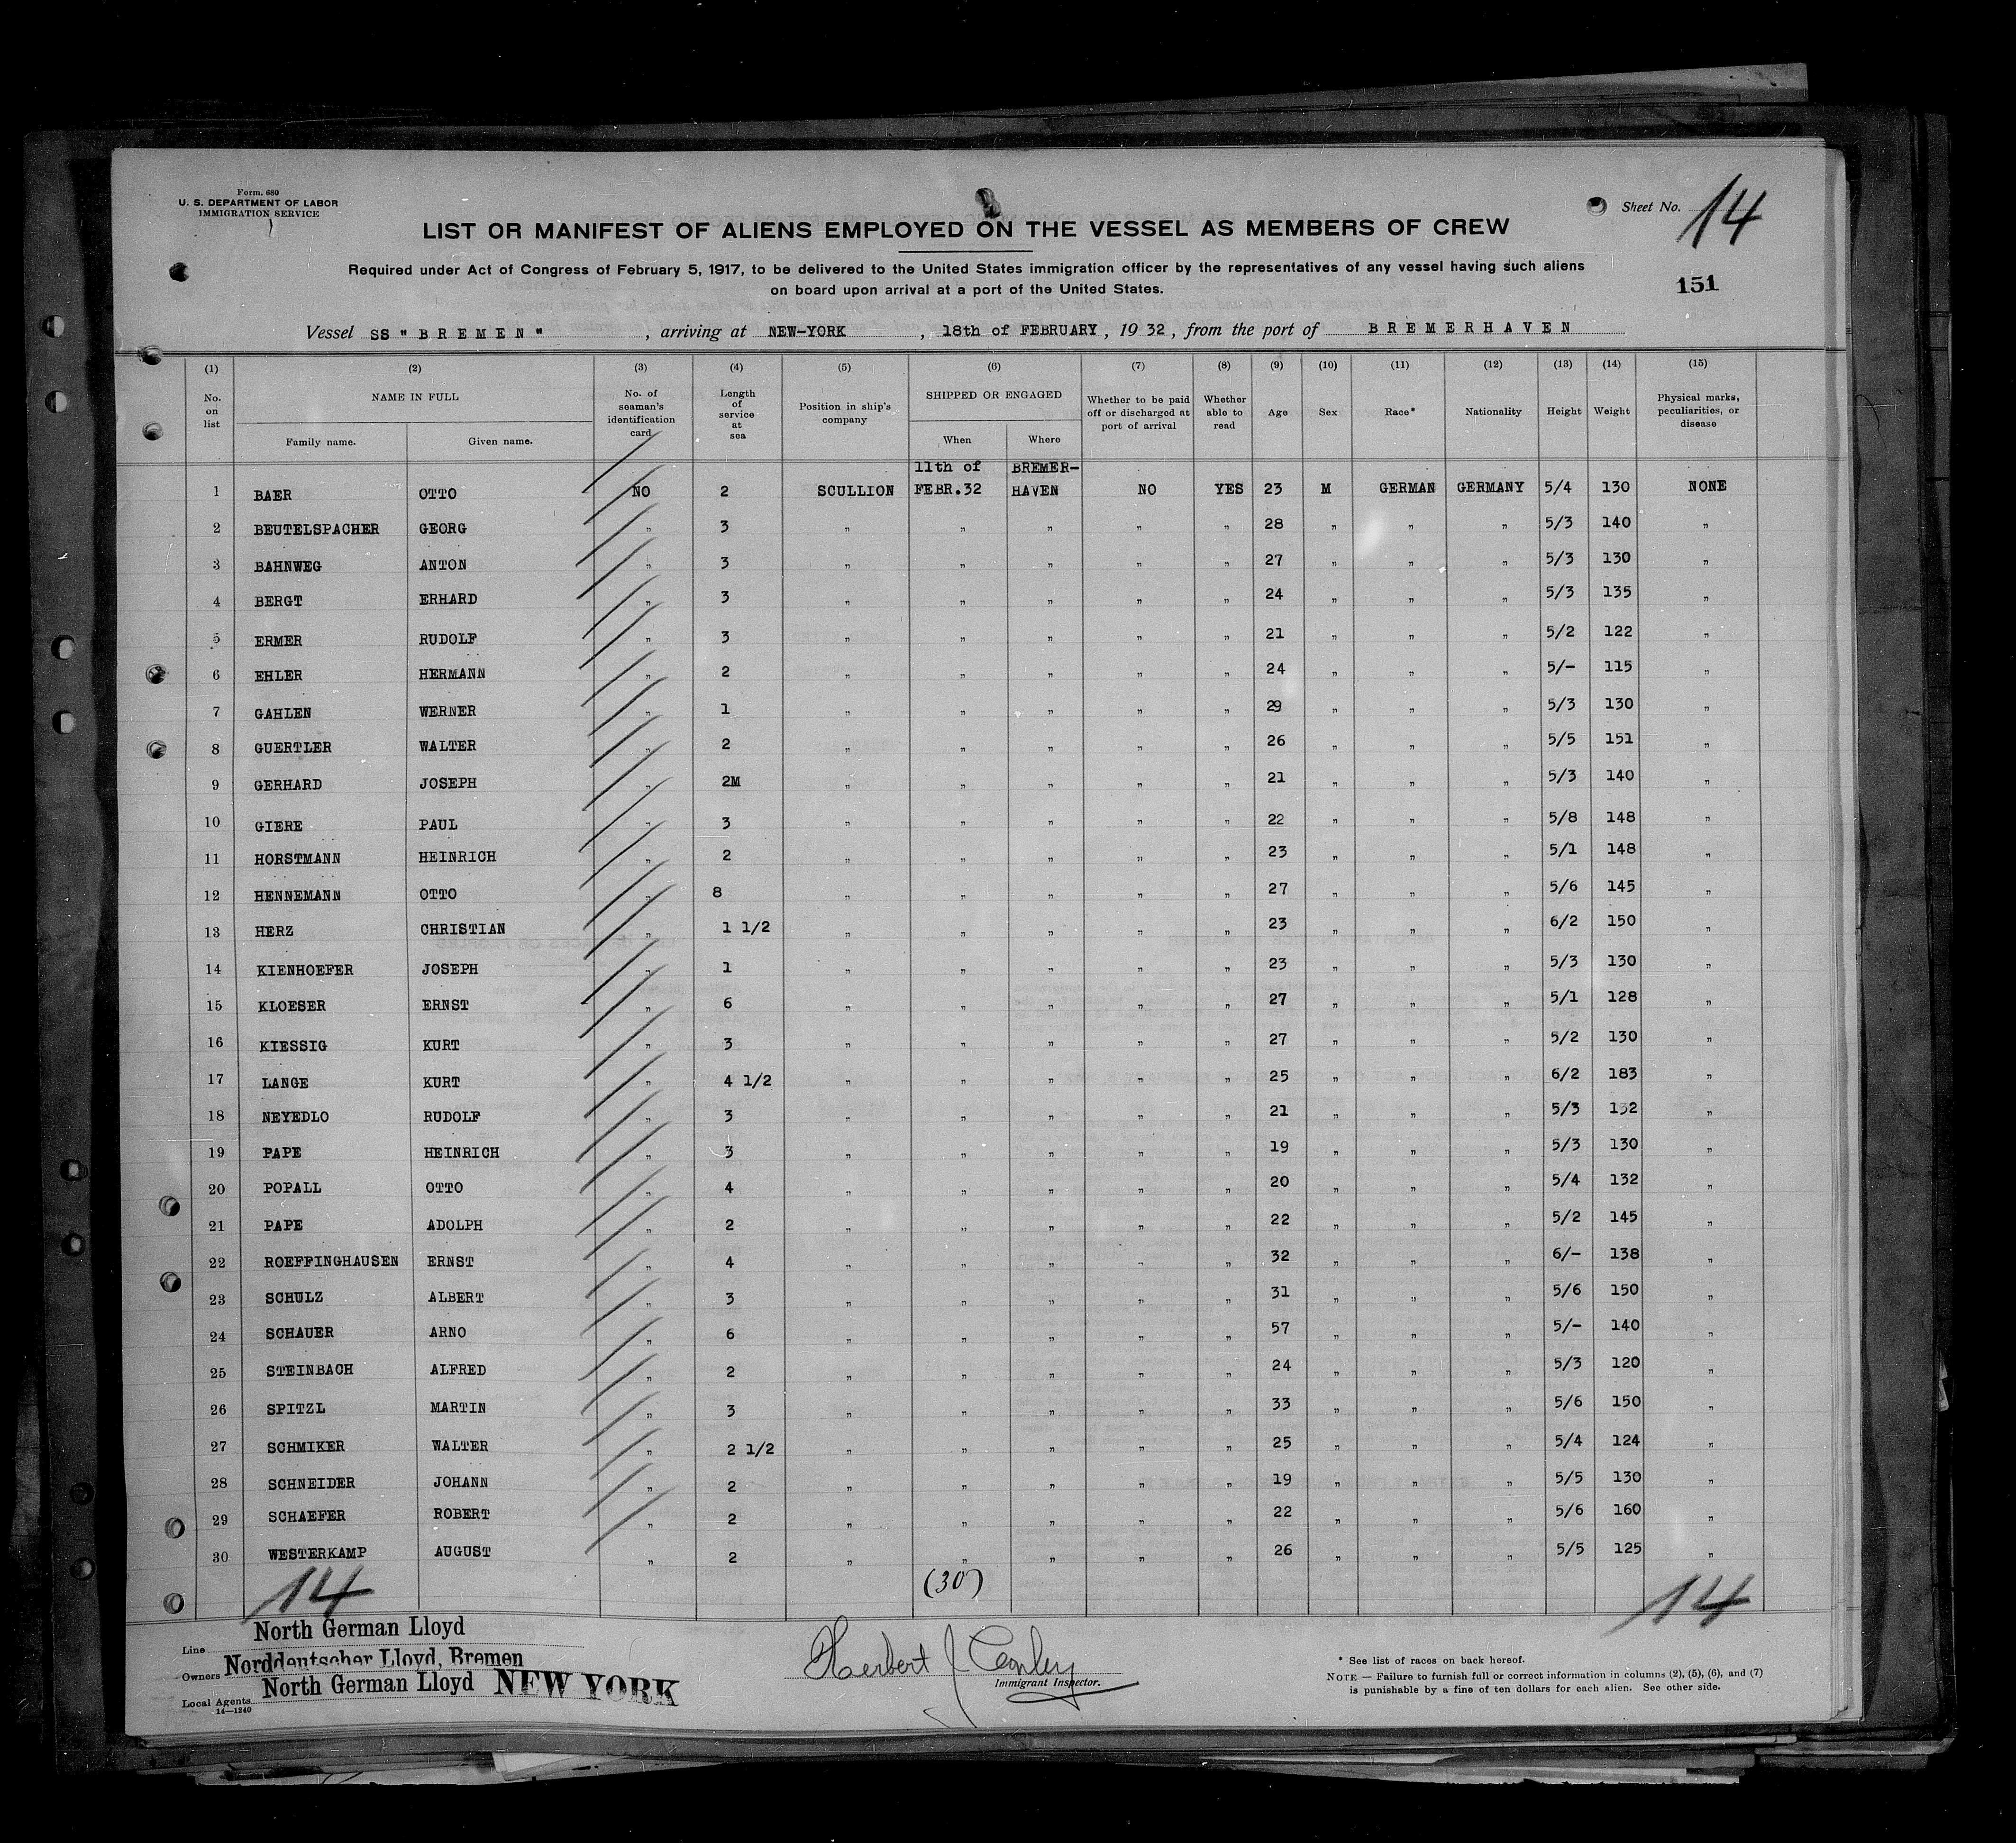 Form. 680
U. S. DEPARTMENT OF LABOR
IMMIGRATION SERVICE
Sheet No. 14
LIST OR MANIFEST OF ALIENS EMPLOYED ON THE VESSEL AS MEMBERS OF CREW
Required under Act of Congress of February 5, 1917, to be delivered to the United States immigration officer by the representatives of any vessel having such aliens
on board upon arrival at a port of the United States.
151
Vessel SS "BREMEN", arriving at NEW-YORK, 18th of FEBRUARY, 1932, from the port of BREMERHAVEN
(1) (2) (3) (4) (5) (6) (7) (8) (9) (10) (11) (12) (13) (14) (15)
No. on list | NAME IN FULL Family name. Given name. | No. of seaman's identification card | Length of service at sea | Position in ship's company | SHIPPED OR ENGAGED When Where | Whether to be paid off or discharged at port of arrival | Whether able to read | Age | Sex | Race* | Nationality | Height | Weight | Physical marks, peculiarities, or disease
11th of BREMER-
1 BAER OTTO NO 2 SCULLION FEBR.32 HAVEN NO YES 23 M GERMAN GERMANY 5/4 130 NONE
2 BEUTELSPACHER GEORG " 3 " " " " " 28 " " " 5/3 140 "
3 BAHNWEG ANTON " 3 " " " " " 27 " " " 5/3 130 "
4 BERGT ERHARD " 3 " " " " " 24 " " " 5/3 135 "
5 ERMER RUDOLF " 3 " " " " " 21 " " " 5/2 122 "
6 EHLER HERMANN " 2 " " " " " 24 " " " 5/- 115 "
7 GAHLEN WERNER " 1 " " " " " 29 " " " 5/3 130 "
8 GUERTLER WALTER " 2 " " " " " 26 " " " 5/5 151 "
9 GERHARD JOSEPH " 2M " " " " " 21 " " " 5/3 140 "
10 GIERE PAUL " 3 " " " " " 22 " " " 5/8 148 "
11 HORSTMANN HEINRICH " 2 " " " " " 23 " " " 5/1 148 "
12 HENNEMANN OTTO " 8 " " " " " 27 " " " 5/6 145 "
13 HERZ CHRISTIAN " 1 1/2 " " " " " 23 " " " 6/2 150 "
14 KIENHOEFER JOSEPH " 1 " " " " " 23 " " " 5/3 130 "
15 KLOESER ERNST " 6 " " " " " 27 " " " 5/1 128 "
16 KIESSIG KURT " 3 " " " " " 27 " " " 5/2 130 "
17 LANGE KURT " 4 1/2 " " " " " 25 " " " 6/2 183 "
18 NEYEDLO RUDOLF " 3 " " " " " 21 " " " 5/3 132 "
19 PAPE HEINRICH " 3 " " " " " 19 " " " 5/3 130 "
20 POPALL OTTO " 4 " " " " " 20 " " " 5/4 132 "
21 PAPE ADOLPH " 2 " " " " " 22 " " " 5/2 145 "
22 ROEFFINGHAUSEN ERNST " 4 " " " " " 32 " " " 6/- 138 "
23 SCHULZ ALBERT " 3 " " " " " 31 " " " 5/6 150 "
24 SCHAUER ARNO " 6 " " " " " 57 " " " 5/- 140 "
25 STEINBACH ALFRED " 2 " " " " " 24 " " " 5/3 120 "
26 SPITZL MARTIN " 3 " " " " " 33 " " " 5/6 150 "
27 SCHMIKER WALTER " 2 1/2 " " " " " 25 " " " 5/4 124 "
28 SCHNEIDER JOHANN " 2 " " " " " 19 " " " 5/5 130 "
29 SCHAEFER ROBERT " 2 " " " " " 22 " " " 5/6 160 "
30 WESTERKAMP AUGUST " 2 " " " " " 26 " " " 5/5 125 "
14 (30) 14
Line North German Lloyd
Owners Norddeutscher Lloyd, Bremen
Local Agents North German Lloyd NEW YORK
14—1240
Herbert J
Immigrant Inspector.
* See list of races on back hereof.
NOTE — Failure to furnish full or correct information in columns (2), (5), (6), and (7)
is punishable by a fine of ten dollars for each alien. See other side.